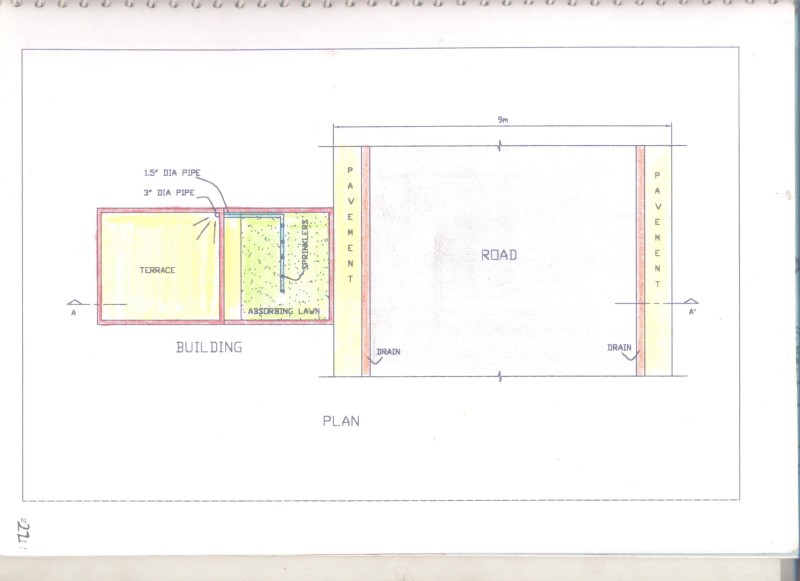 9m
1.5" DIA PIPE
3" DIA PIPE
PAVEMENT
PAVEMENT
SPRINKLERS
ROAD
TERRACE
A
A'
ABSORBING LAWN
BUILDING
DRAIN
DRAIN
PLAN